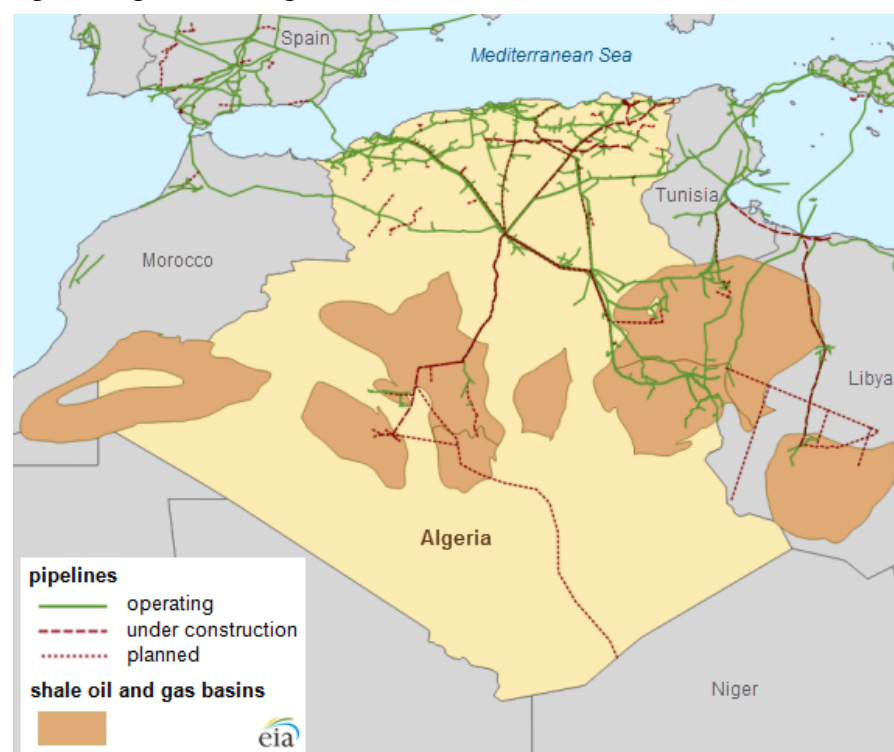 Spain
Mediterranean Sea
Tunisia
Morocco
Libya
Algeria
Niger
pipelines
operating
under construction
planned
shale oil and gas basins
eia